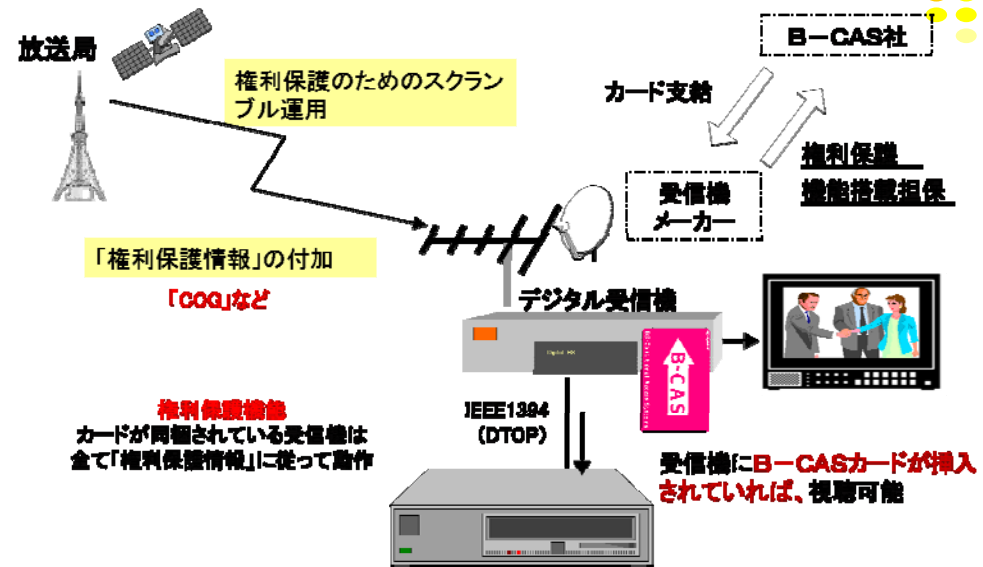 放送局
権利保護のためのスクラン
ブル運用
B－CAS社
カード支給
権利保護
機能搭載担保
受信機
メーカー
「権利保護情報」の付加
「COG」など
デジタル受信機
B-CAS
権利保護機能
カードが同梱されている受信機は
全て「権利保護情報」に従って動作
IEEE1394
（DTOP）
受信機にB－CASカードが挿入
されていれば、視聴可能